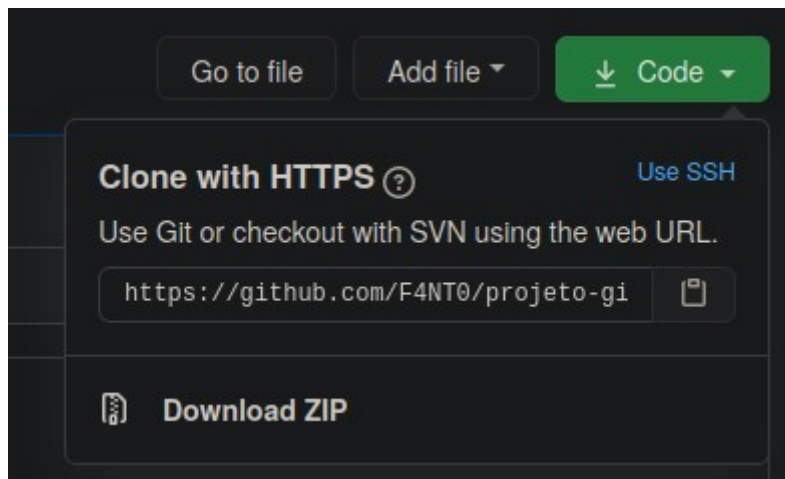 Go to file
Add file
Code
Clone with HTTPS
Use SSH
Use Git or checkout with SVN using the web URL.
https://github.com/F4NT0/projeto-gi
Download ZIP